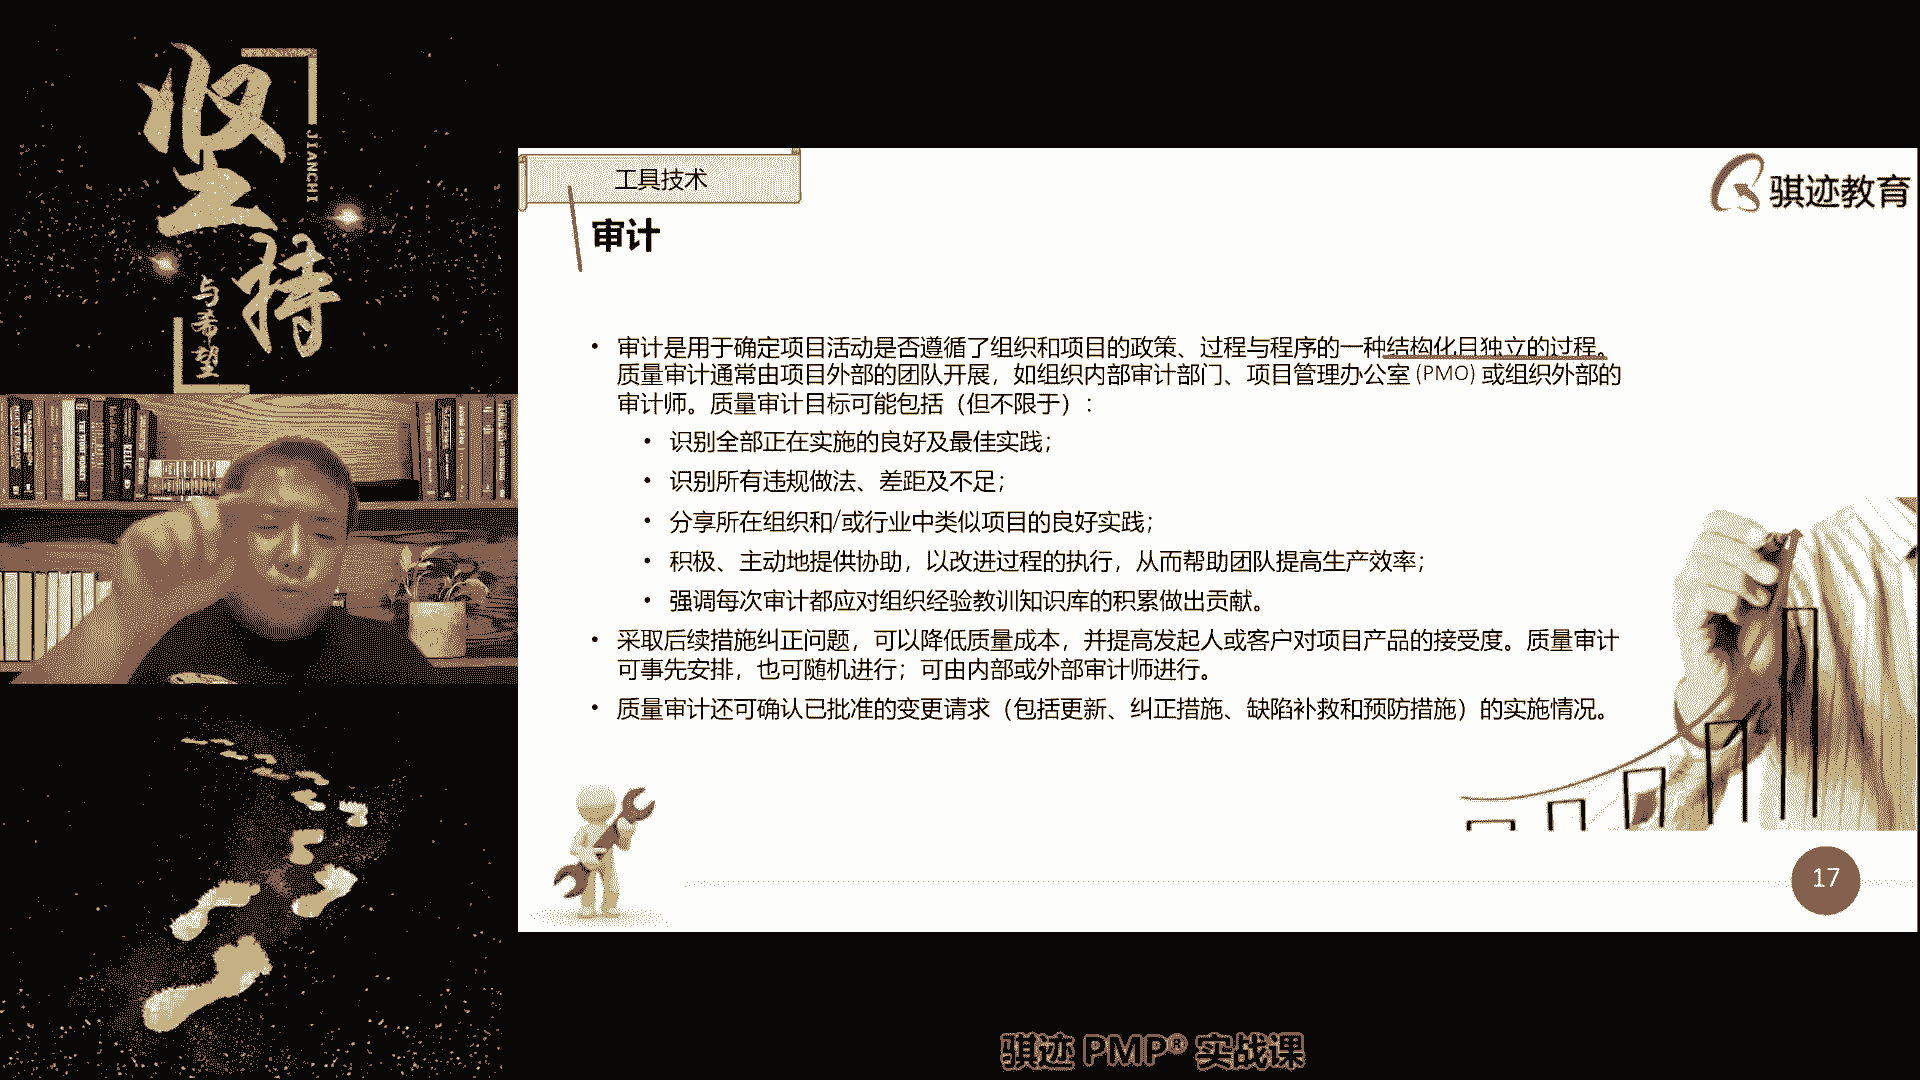 坚持
JIANCHI
与希望
工具技术
骐迹教育
审计
• 审计是用于确定项目活动是否遵循了组织和项目的政策、过程与程序的一种结构化且独立的过程。
质量审计通常由项目外部的团队开展，如组织内部审计部门、项目管理办公室 (PMO) 或组织外部的
审计师。质量审计目标可能包括（但不限于）：
• 识别全部正在实施的良好及最佳实践；
• 识别所有违规做法、差距及不足；
• 分享所在组织和/或行业中类似项目的良好实践；
• 积极、主动地提供协助，以改进过程的执行，从而帮助团队提高生产效率；
• 强调每次审计都应对组织经验教训知识库的积累做出贡献。
• 采取后续措施纠正问题，可以降低质量成本，并提高发起人或客户对项目产品的接受度。质量审计
可事先安排，也可随机进行；可由内部或外部审计师进行。
• 质量审计还可确认已批准的变更请求（包括更新、纠正措施、缺陷补救和预防措施）的实施情况。
17
骐迹 PMP® 实战课